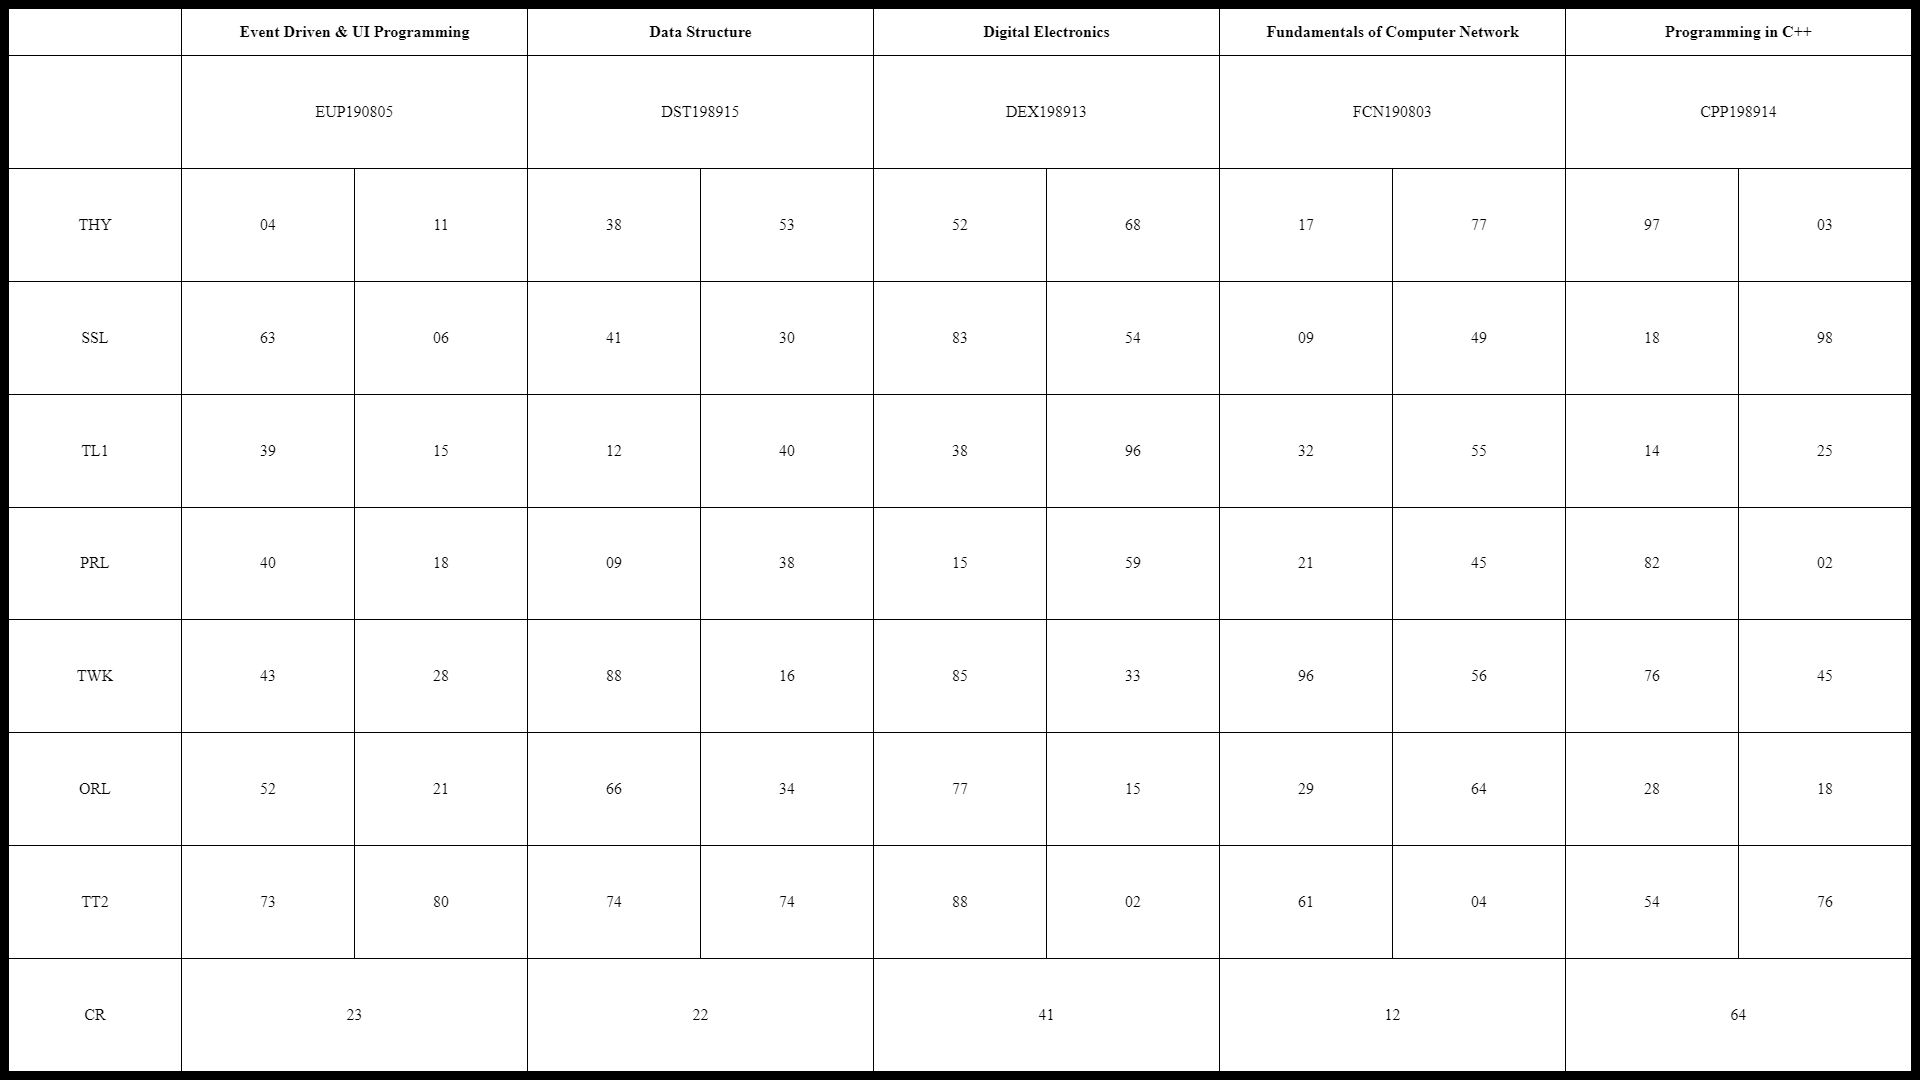 Event Driven & UI Programming Data Structure Digital Electronics Fundamentals of Computer Network Programming in C++
EUP190805 DST198915 DEX198913 FCN190803 CPP198914
THY 04 11 38 53 52 68 17 77 97 03
SSL 63 06 41 30 83 54 09 49 18 98
TL1 39 15 12 40 38 96 32 55 14 25
PRL 40 18 09 38 15 59 21 45 82 02
TWK 43 28 88 16 85 33 96 56 76 45
ORL 52 21 66 34 77 15 29 64 28 18
TT2 73 80 74 74 88 02 61 04 54 76
CR 23 22 41 12 64